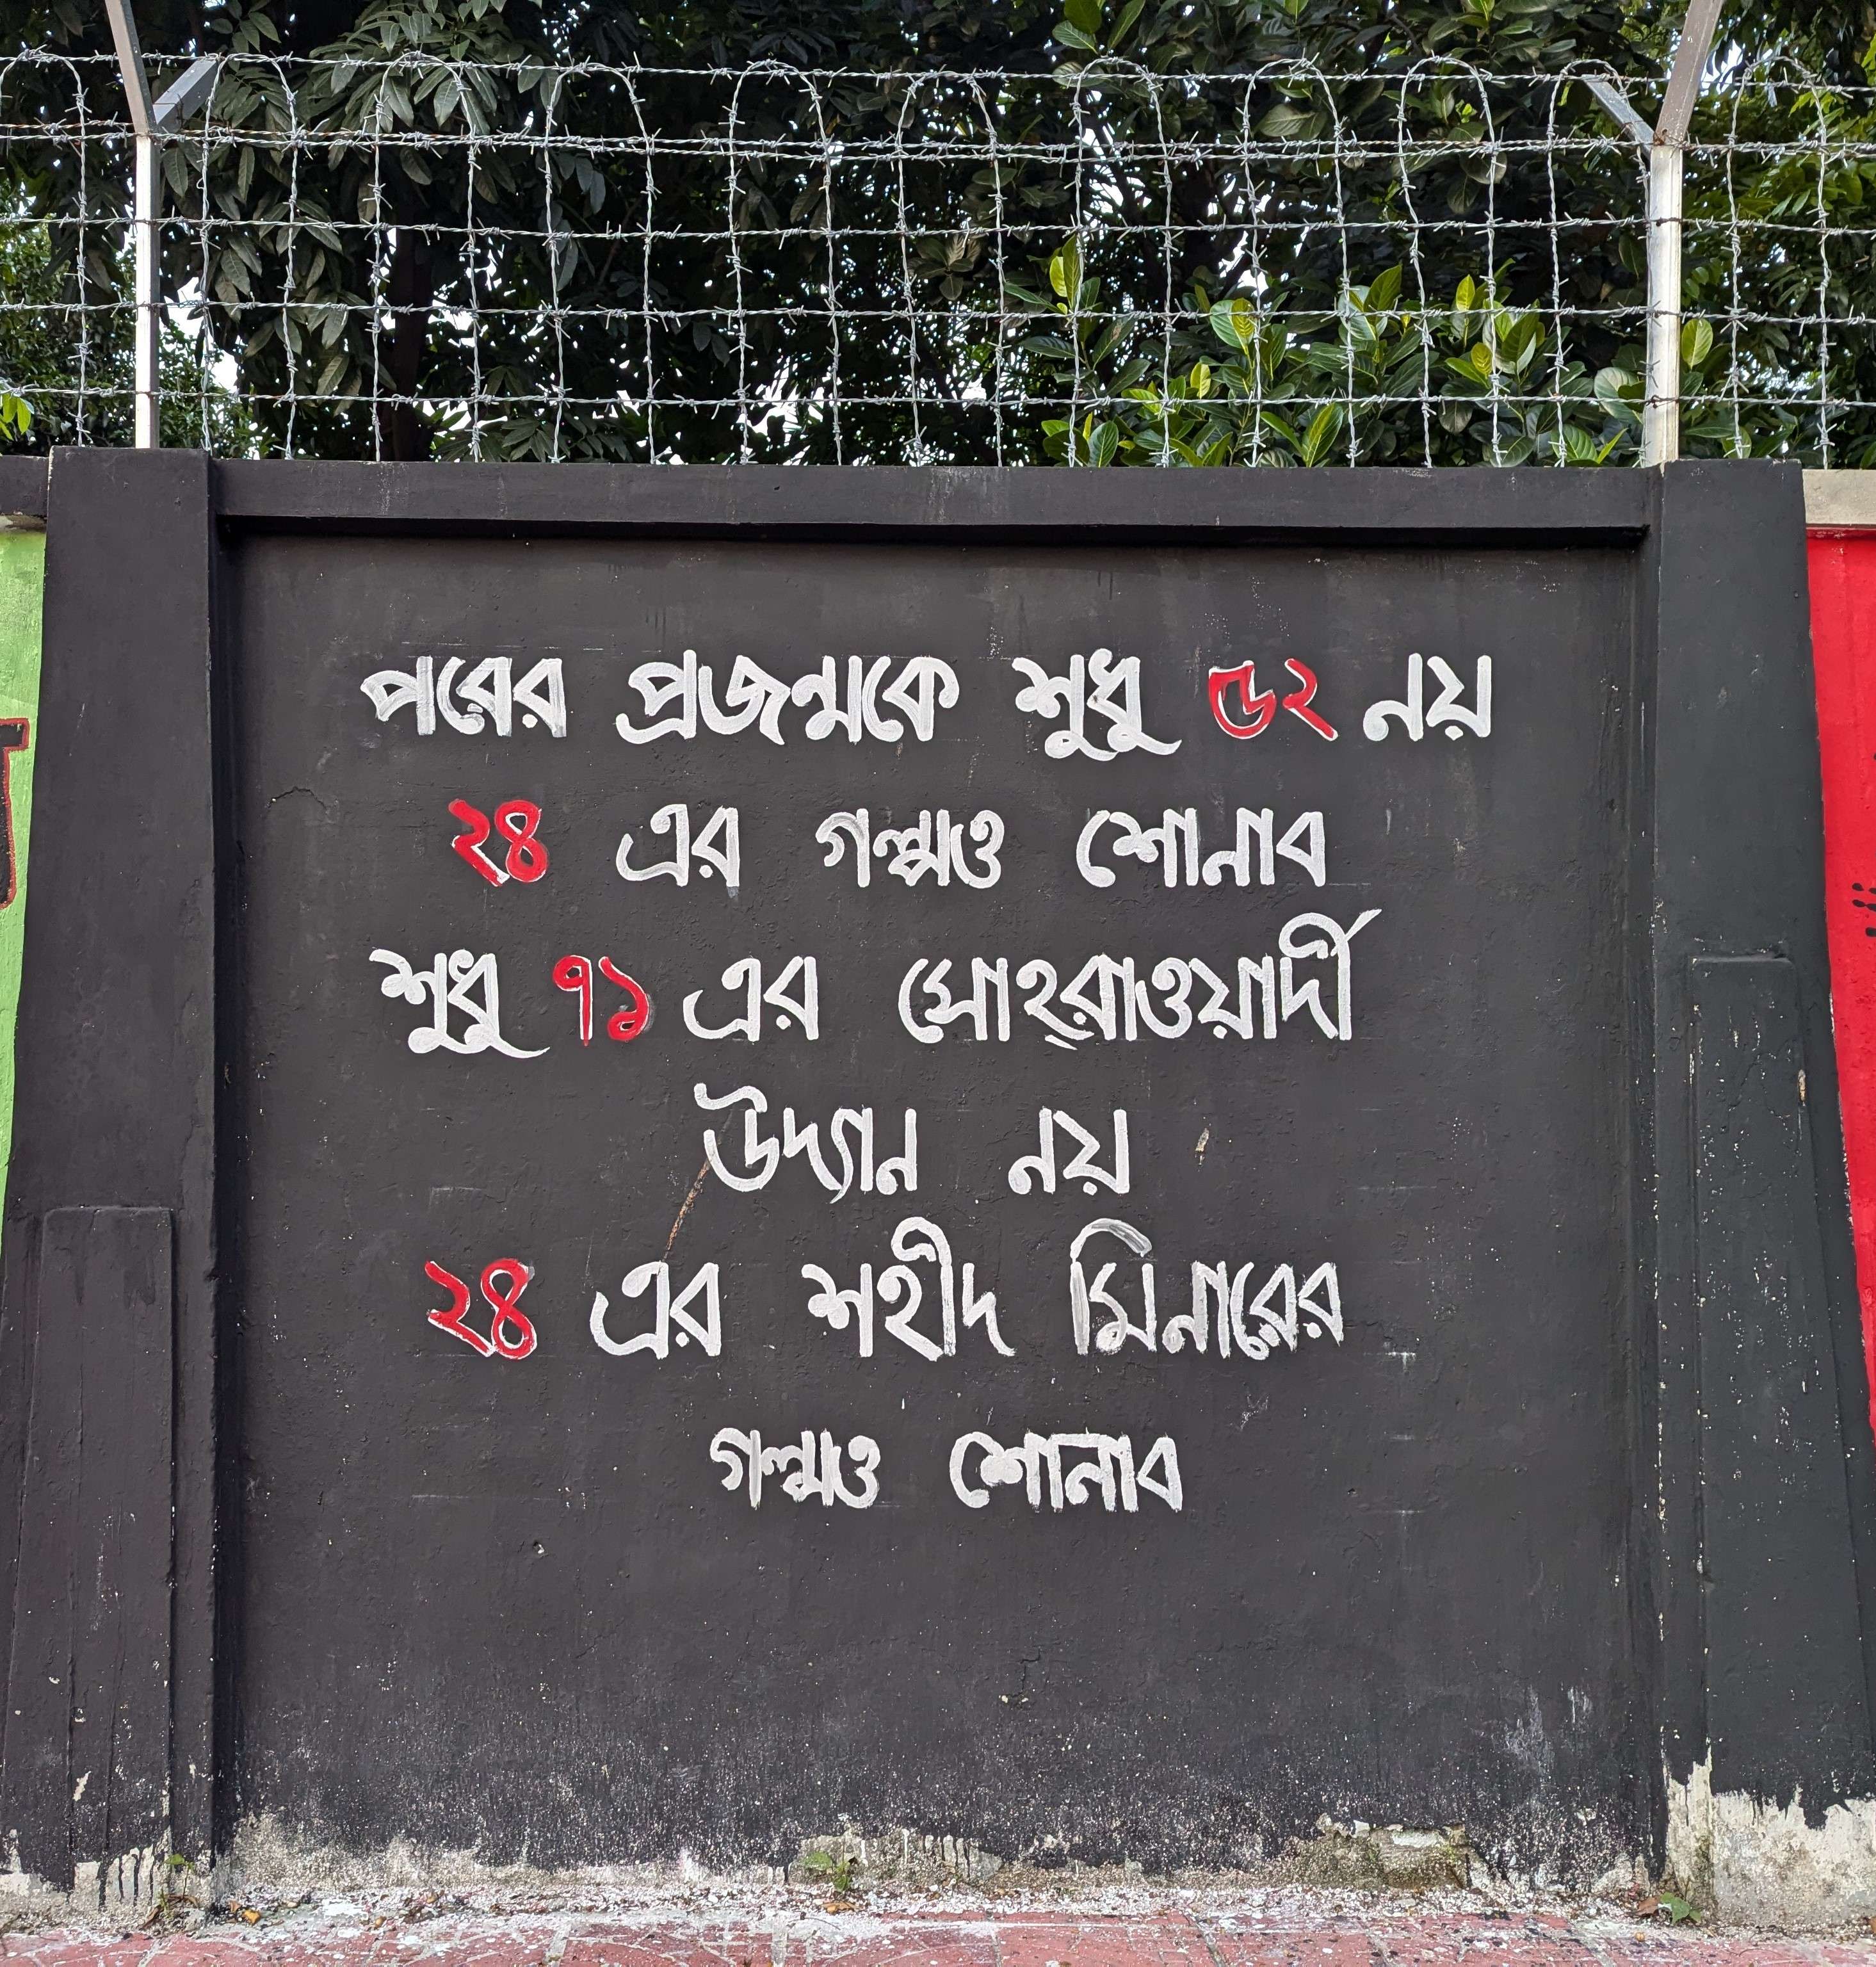 পরের প্রজন্মকে শুধু ৫২ নয়
২৪ এর গল্পও শোনাব
শুধু ৭১ এর সোহ্‌রাওয়ার্দী
উদ্যান নয়
২৪ এর শহীদ মিনারের
গল্পও শোনাব